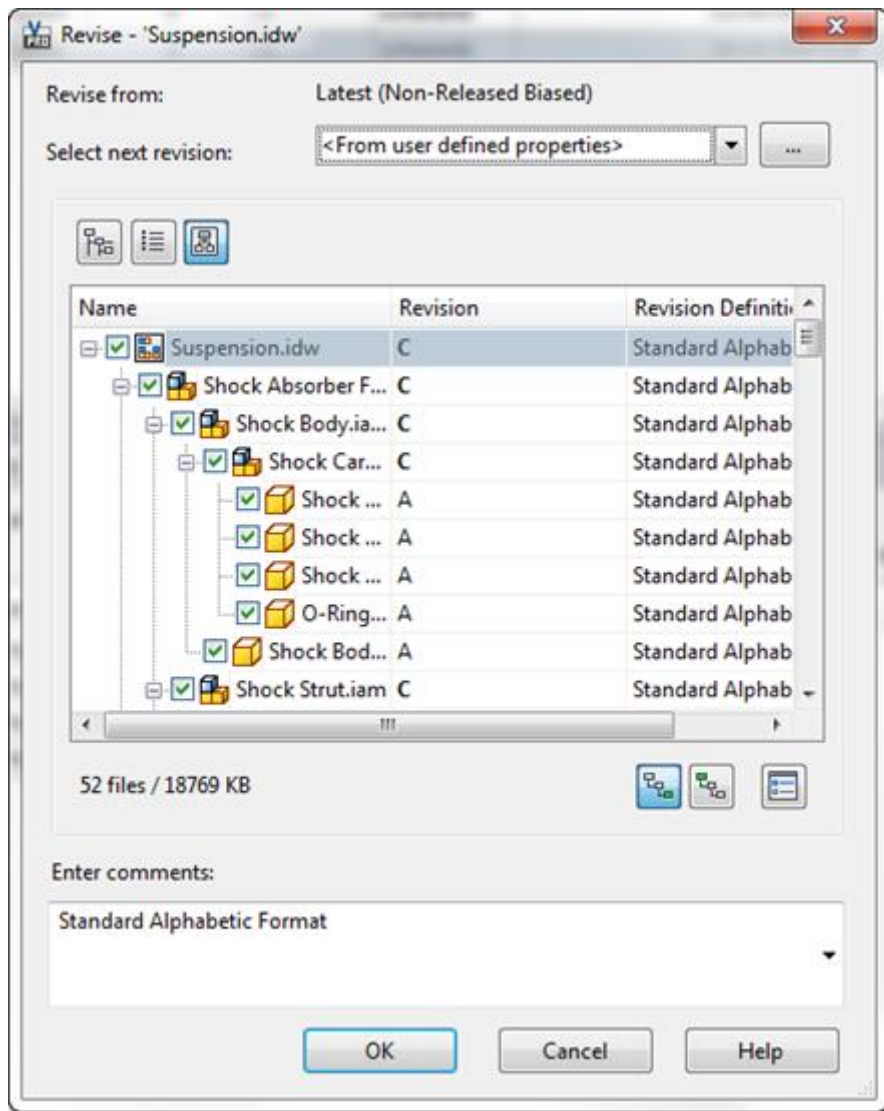 Revise - 'Suspension.idw'
Revise from: Latest (Non-Released Biased)
Select next revision: <From user defined properties> ...
Name Revision Revision Definiti
Suspension.idw C Standard Alphab
Shock Absorber F... C Standard Alphab
Shock Body.ia... C Standard Alphab
Shock Car... C Standard Alphab
Shock ... A Standard Alphab
Shock ... A Standard Alphab
Shock ... A Standard Alphab
O-Ring... A Standard Alphab
Shock Bod... A Standard Alphab
Shock Strut.iam C Standard Alphab
52 files / 18769 KB
Enter comments:
Standard Alphabetic Format
OK Cancel Help